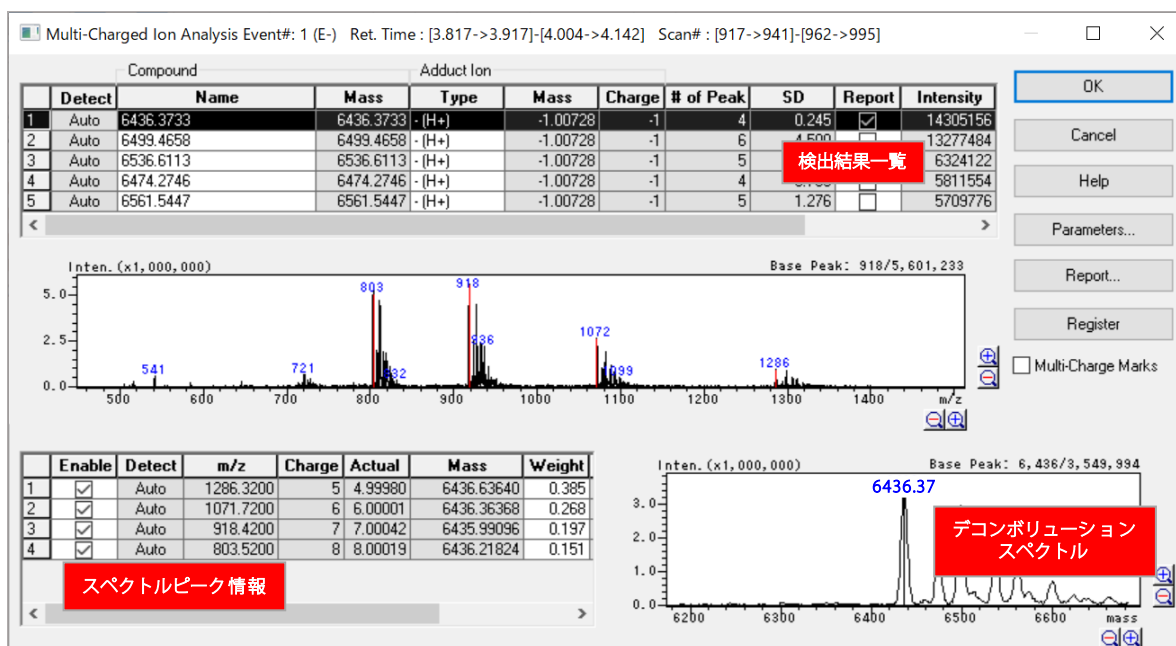 Multi-Charged Ion Analysis Event#: 1 (E-) Ret. Time : [3.817->3.917]-[4.004->4.142] Scan# : [917->941]-[962->995]
Compound Adduct Ion
Detect Name Mass Type Mass Charge # of Peak SD Report Intensity
1 Auto 6436.3733 6436.3733 - (H+) -1.00728 -1 4 0.245 14305156
2 Auto 6499.4658 6499.4658 - (H+) -1.00728 -1 6 13277484
3 Auto 6536.6113 6536.6113 - (H+) -1.00728 -1 5 6324122
4 Auto 6474.2746 6474.2746 - (H+) -1.00728 -1 4 5811554
5 Auto 6561.5447 6561.5447 - (H+) -1.00728 -1 5 1.276 5709776
検出結果一覧
OK
Cancel
Help
Parameters...
Report...
Register
Multi-Charge Marks
Inten. (x1,000,000) Base Peak: 918/5,601,233
5.0
2.5
0.0
541 721 803 918 936 1072 1286
500 600 700 800 900 1000 1100 1200 1300 1400 m/z
Enable Detect m/z Charge Actual Mass Weight
1 Auto 1286.3200 5 4.99980 6436.63640 0.385
2 Auto 1071.7200 6 6.00001 6436.36368 0.268
3 Auto 918.4200 7 7.00042 6435.99096 0.197
4 Auto 803.5200 8 8.00019 6436.21824 0.151
スペクトルピーク情報
Inten. (x1,000,000) Base Peak: 6,436/3,549,994
6436.37
3.0
2.0
1.0
0.0
デコンボリューション
スペクトル
6200 6300 6400 6500 6600 mass